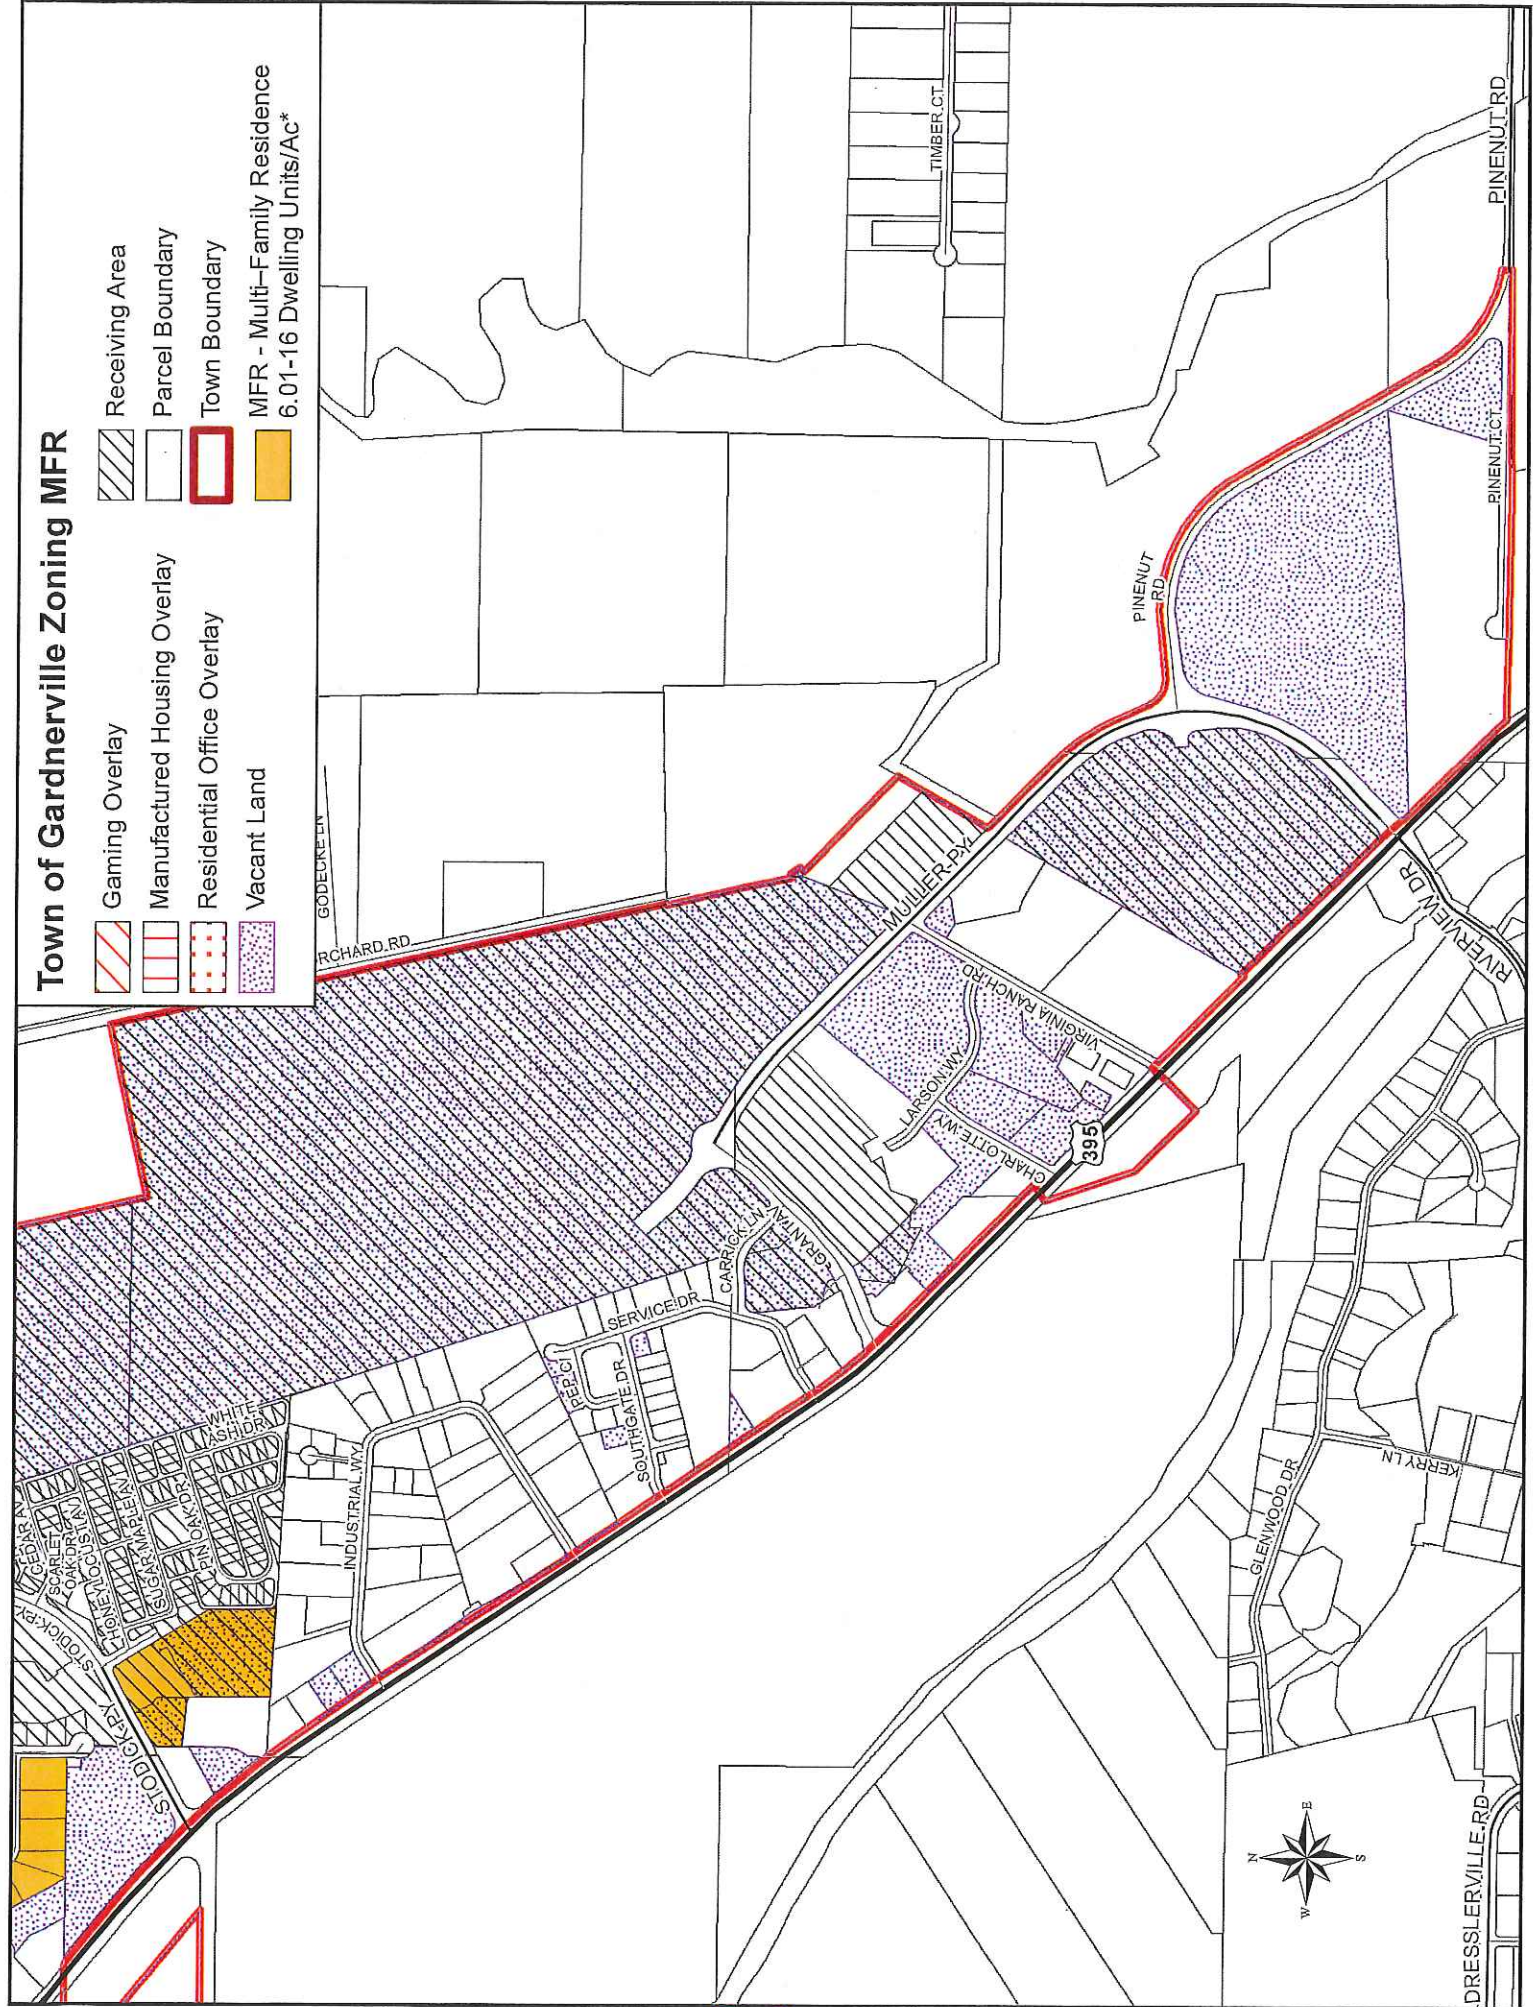 Town of Gardnerville Zoning MFR
Gaming Overlay
Manufactured Housing Overlay
Residential Office Overlay
Vacant Land
Receiving Area
Parcel Boundary
Town Boundary
MFR - Multi-Family Residence
6.01-16 Dwelling Units/Ac*
GODECKE LN
RCHARD RD
TIMBER CT
PINENUT RD
PINENUT
RD
PINENUT CT
MULLER PY
VIRGINIA RANCH RD
LARSON WY
CHARLOTTE WY
395
RIVERVIEW DR
GRANT AV
CARRICK LN
SERVICE DR
PEP CI
SOUTHGATE DR
INDUSTRIAL WY
WHITE
ASH DR
CEDAR AV
SCARLET
OAK DR
HONEYLOCUST AV
SUGAR MAPLE AV
PIN OAK DR
STODICK PY
STODICK PY
GLENWOOD DR
KERRY LN
DRESSLERVILLE RD
N
E
S
W